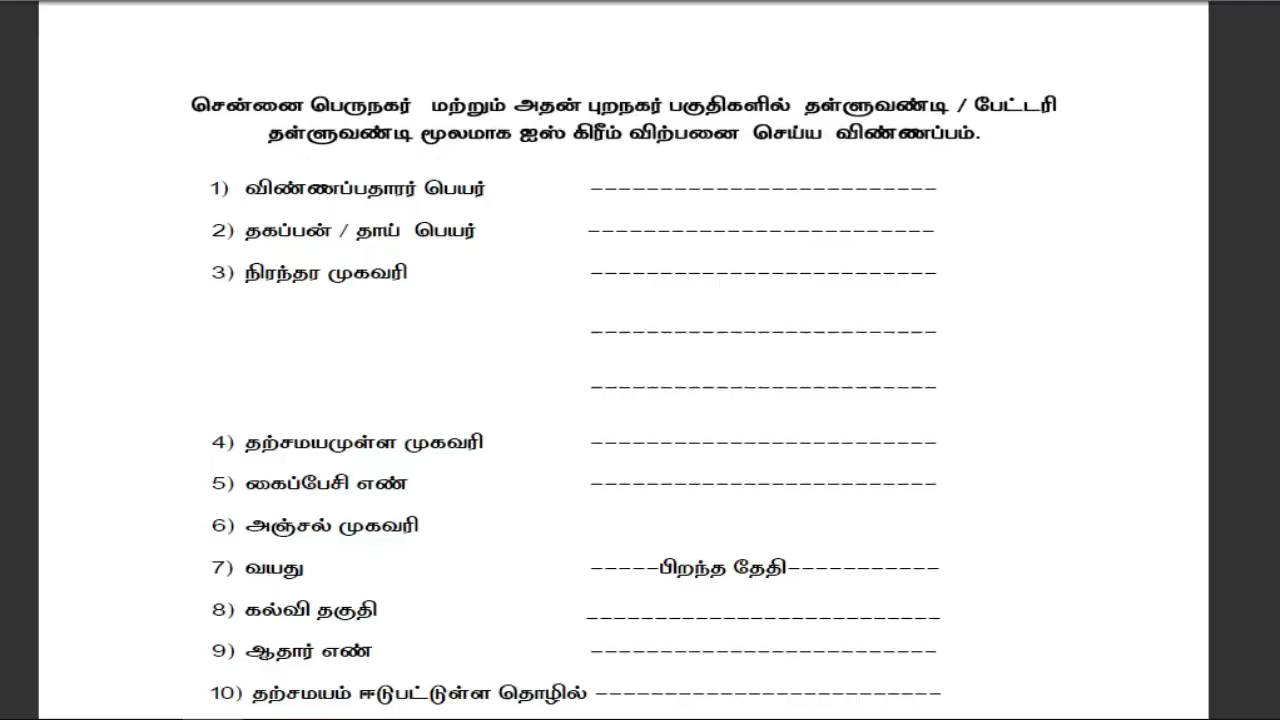 சென்னை பெருநகர் மற்றும் அதன் புறநகர் பகுதிகளில் தள்ளுவண்டி / பேட்டரி
தள்ளுவண்டி மூலமாக ஐஸ் கிரீம் விற்பனை செய்ய விண்ணப்பம்.
1) விண்ணப்பதாரர் பெயர் -------------------------
2) தகப்பன் / தாய் பெயர் -------------------------
3) நிரந்தர முகவரி -------------------------
-------------------------
-------------------------
4) தற்சமயமுள்ள முகவரி -------------------------
5) கைப்பேசி எண் -------------------------
6) அஞ்சல் முகவரி
7) வயது -----பிறந்த தேதி-----------
8) கல்வி தகுதி -------------------------
9) ஆதார் எண் -------------------------
10) தற்சமயம் ஈடுபட்டுள்ள தொழில் -------------------------